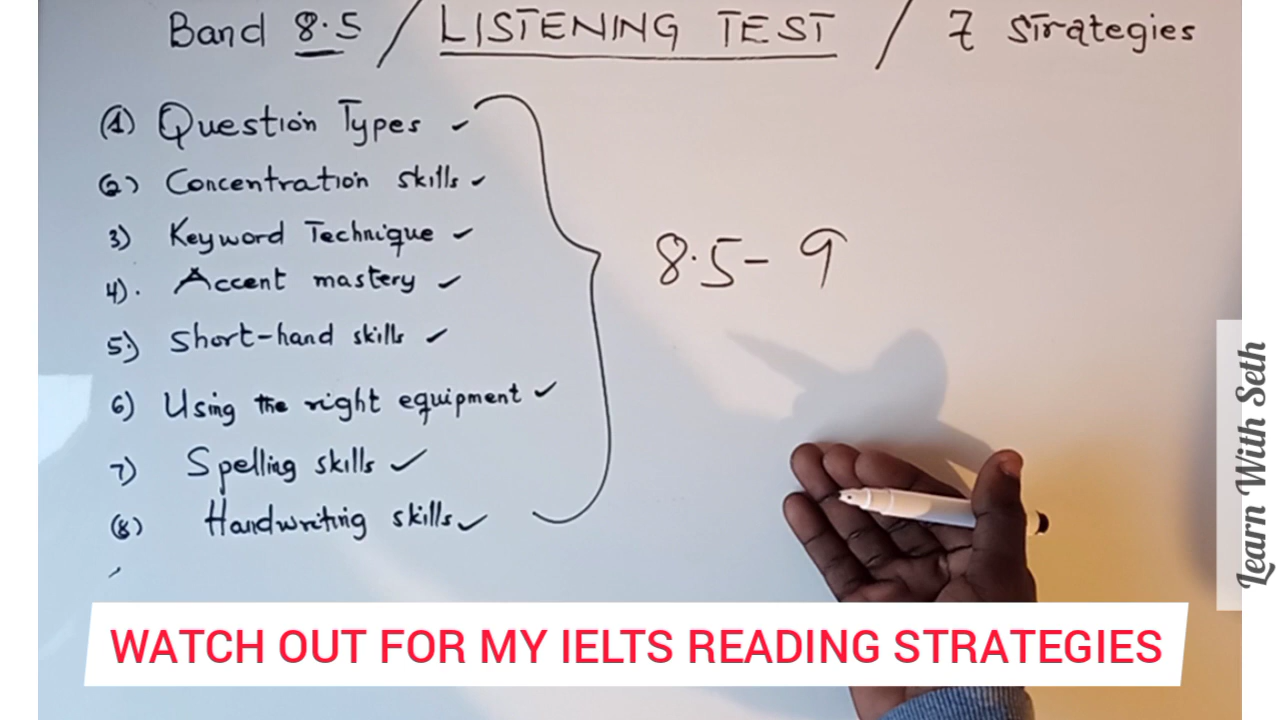 Band 8.5 / LISTENING TEST / 7 Strategies
(1) Question Types ✓
(2) Concentration skills ✓
3) Keyword Technique ✓
4). Accent mastery ✓
5) Short-hand skills ✓
6) Using the right equipment ✓
7) Spelling skills ✓
(8) Handwriting skills ✓
8.5 - 9
Learn With Seth
WATCH OUT FOR MY IELTS READING STRATEGIES